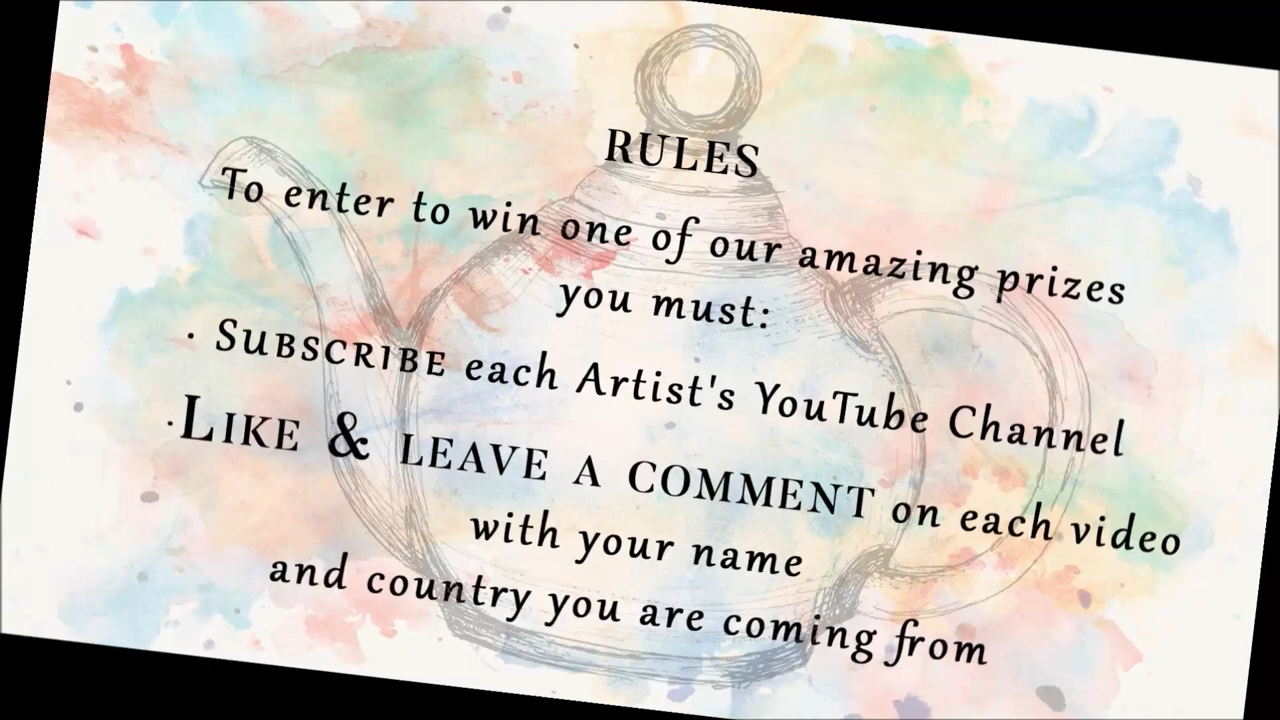 RULES
To enter to win one of our amazing prizes
you must:
· SUBSCRIBE each Artist's YouTube Channel
· LIKE & LEAVE A COMMENT on each video
with your name
and country you are coming from